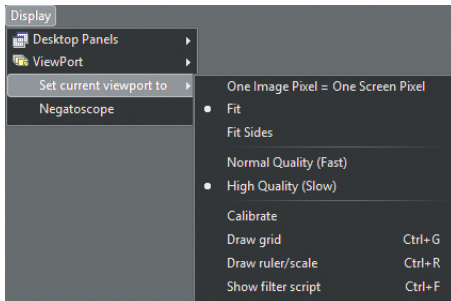 Display
Desktop Panels
ViewPort
Set current viewport to
Negatoscope
One Image Pixel = One Screen Pixel
Fit
Fit Sides
Normal Quality (Fast)
High Quality (Slow)
Calibrate
Draw grid Ctrl+G
Draw ruler/scale Ctrl+R
Show filter script Ctrl+F